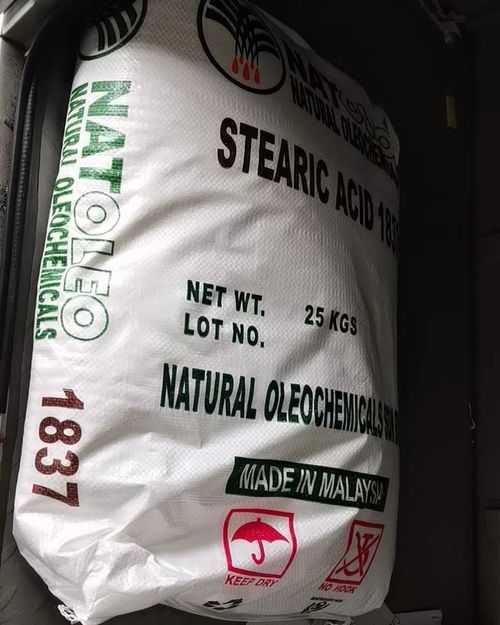 NATOLEO
NATURAL OLEOCHEMICALS
1837
NATURAL
STEARIC ACID
NET WT. 25 KGS
LOT NO.
NATURAL OLEOCHEMICALS
MADE IN MALAYSIA
KEEP DRY
NO HOOK